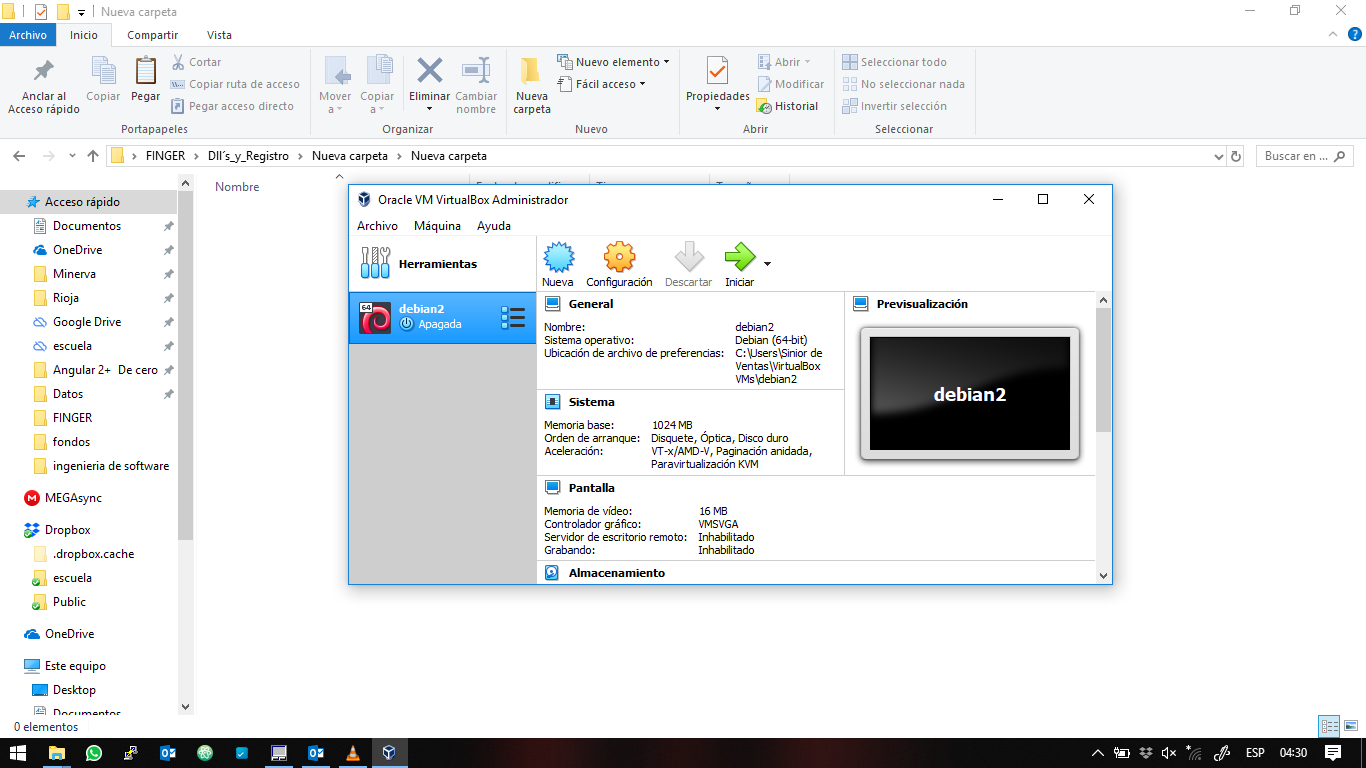 Nueva carpeta
Archivo
Inicio
Compartir
Vista
Anclar al
Acceso rápido
Copiar
Pegar
Cortar
Copiar ruta de acceso
Pegar acceso directo
Portapapeles
Mover
a
Copiar
a
Eliminar
Cambiar
nombre
Organizar
Nueva
carpeta
Nuevo elemento
Fácil acceso
Nuevo
Propiedades
Abrir
Modificar
Historial
Abrir
Seleccionar todo
No seleccionar nada
Invertir selección
Seleccionar
FINGER
Dll´s_y_Registro
Nueva carpeta
Nueva carpeta
Buscar en ...
Acceso rápido
Documentos
OneDrive
Minerva
Rioja
Google Drive
escuela
Angular 2+ De cero
Datos
FINGER
fondos
ingenieria de software
MEGAsync
Dropbox
.dropbox.cache
escuela
Public
OneDrive
Este equipo
Desktop
Documentos
0 elementos
Nombre
Oracle VM VirtualBox Administrador
Archivo
Máquina
Ayuda
Herramientas
64
debian2
Apagada
Nueva
Configuración
Descartar
Iniciar
General
Nombre: debian2
Sistema operativo: Debian (64-bit)
Ubicación de archivo de preferencias: C:\Users\Sinior de
Ventas\VirtualBox
VMs\debian2
Previsualización
debian2
Sistema
Memoria base: 1024 MB
Orden de arranque: Disquete, Óptica, Disco duro
Aceleración: VT-x/AMD-V, Paginación anidada,
Paravirtualización KVM
Pantalla
Memoria de vídeo: 16 MB
Controlador gráfico: VMSVGA
Servidor de escritorio remoto: Inhabilitado
Grabando: Inhabilitado
Almacenamiento
ESP
04:30